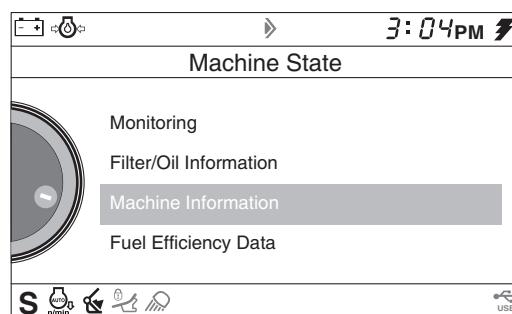 - + 3:04PM
Machine State
Monitoring
Filter/Oil Information
Machine Information
Fuel Efficiency Data
S AUTO n/min USB